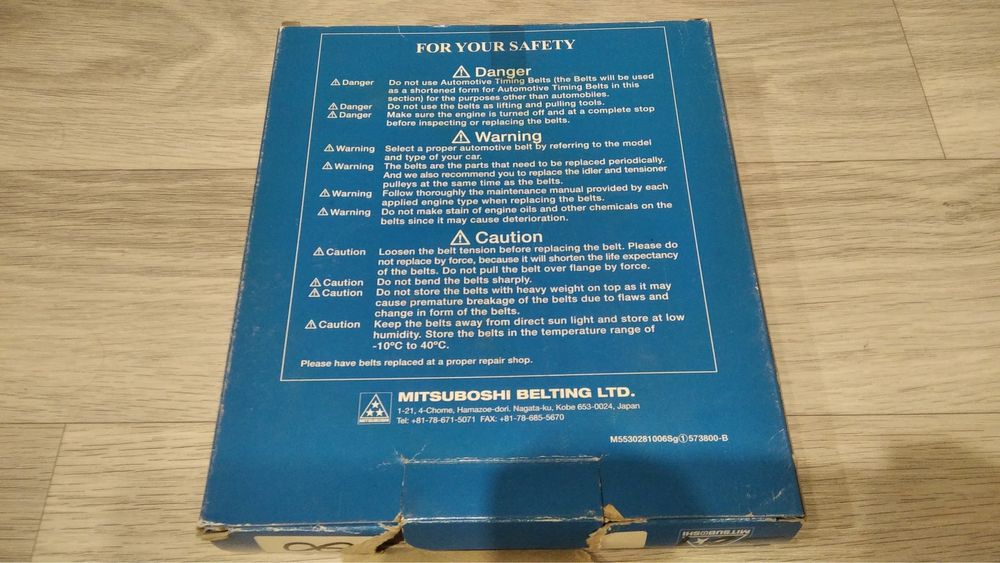 FOR YOUR SAFETY
⚠ Danger
⚠ Danger Do not use Automotive Timing Belts (the Belts will be used
as a shortened form for Automotive Timing Belts in this
section) for the purposes other than automobiles.
⚠ Danger Do not use the belts as lifting and pulling tools.
⚠ Danger Make sure the engine is turned off and at a complete stop
before inspecting or replacing the belts.
⚠ Warning
⚠ Warning Select a proper automotive belt by referring to the model
and type of your car.
⚠ Warning The belts are the parts that need to be replaced periodically.
And we also recommend you to replace the idler and tensioner
pulleys at the same time as the belts.
⚠ Warning Follow thoroughly the maintenance manual provided by each
applied engine type when replacing the belts.
⚠ Warning Do not make stain of engine oils and other chemicals on the
belts since it may cause deterioration.
⚠ Caution
⚠ Caution Loosen the belt tension before replacing the belt. Please do
not replace by force, because it will shorten the life expectancy
of the belts. Do not pull the belt over flange by force.
⚠ Caution Do not bend the belts sharply.
⚠ Caution Do not store the belts with heavy weight on top as it may
cause premature breakage of the belts due to flaws and
change in form of the belts.
⚠ Caution Keep the belts away from direct sun light and store at low
humidity. Store the belts in the temperature range of
-10ºC to 40ºC.
Please have belts replaced at a proper repair shop.
MITSUBOSHI
MITSUBOSHI BELTING LTD.
1-21, 4-Chome, Hamazoe-dori, Nagata-ku, Kobe 653-0024, Japan
Tel: +81-78-671-5071 FAX: +81-78-685-5670
M5530281006Sg①573800-B
MITSUBOSHI